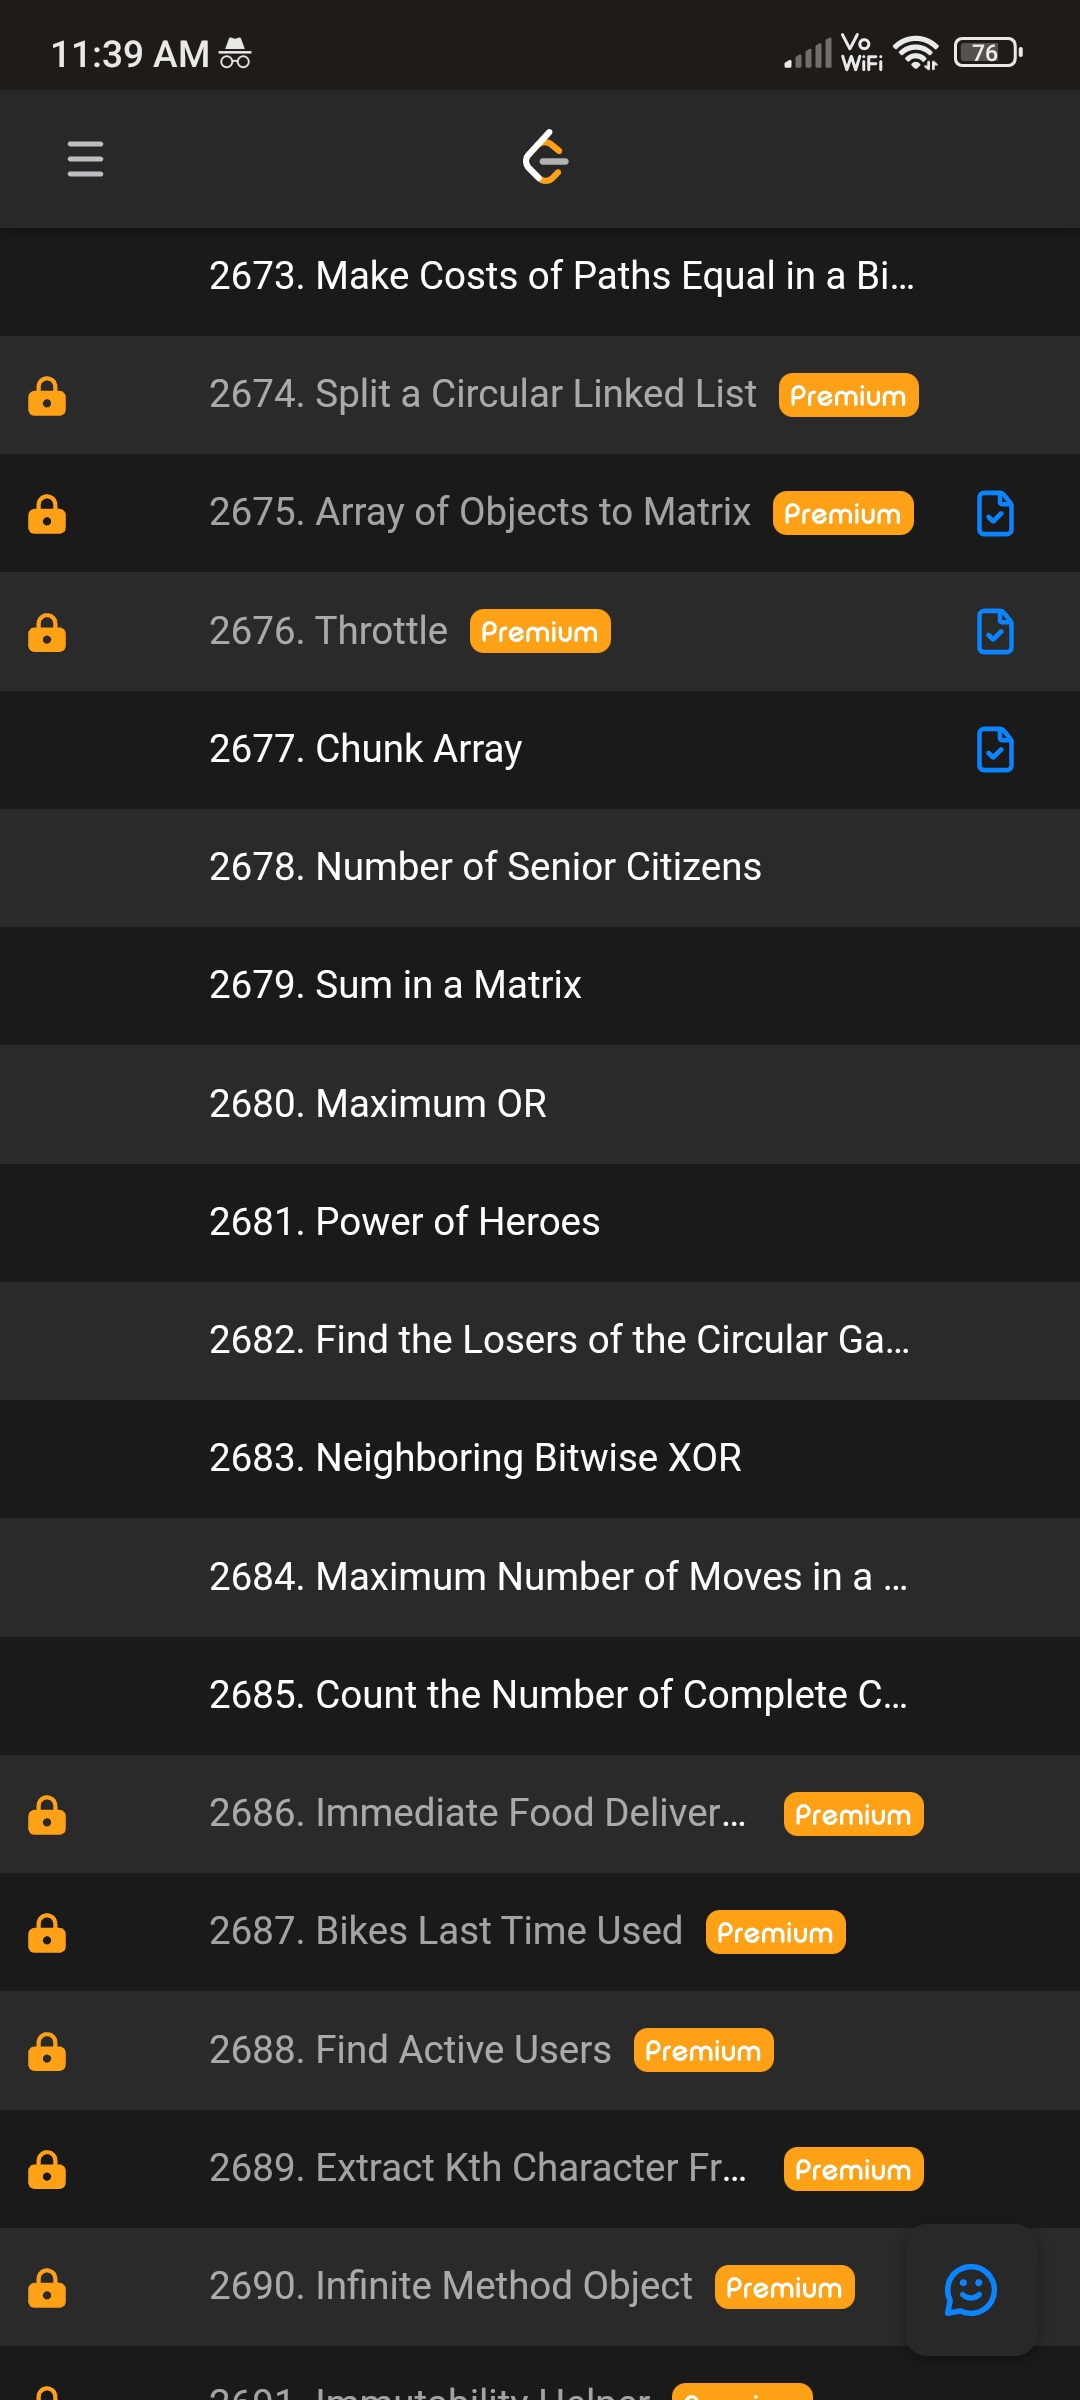 11:39 AM Vo WiFi 76
2673. Make Costs of Paths Equal in a Bi...
2674. Split a Circular Linked List Premium
2675. Array of Objects to Matrix Premium
2676. Throttle Premium
2677. Chunk Array
2678. Number of Senior Citizens
2679. Sum in a Matrix
2680. Maximum OR
2681. Power of Heroes
2682. Find the Losers of the Circular Ga...
2683. Neighboring Bitwise XOR
2684. Maximum Number of Moves in a ...
2685. Count the Number of Complete C...
2686. Immediate Food Deliver... Premium
2687. Bikes Last Time Used Premium
2688. Find Active Users Premium
2689. Extract Kth Character Fr... Premium
2690. Infinite Method Object Premium
2691. Immutability Helper Premium